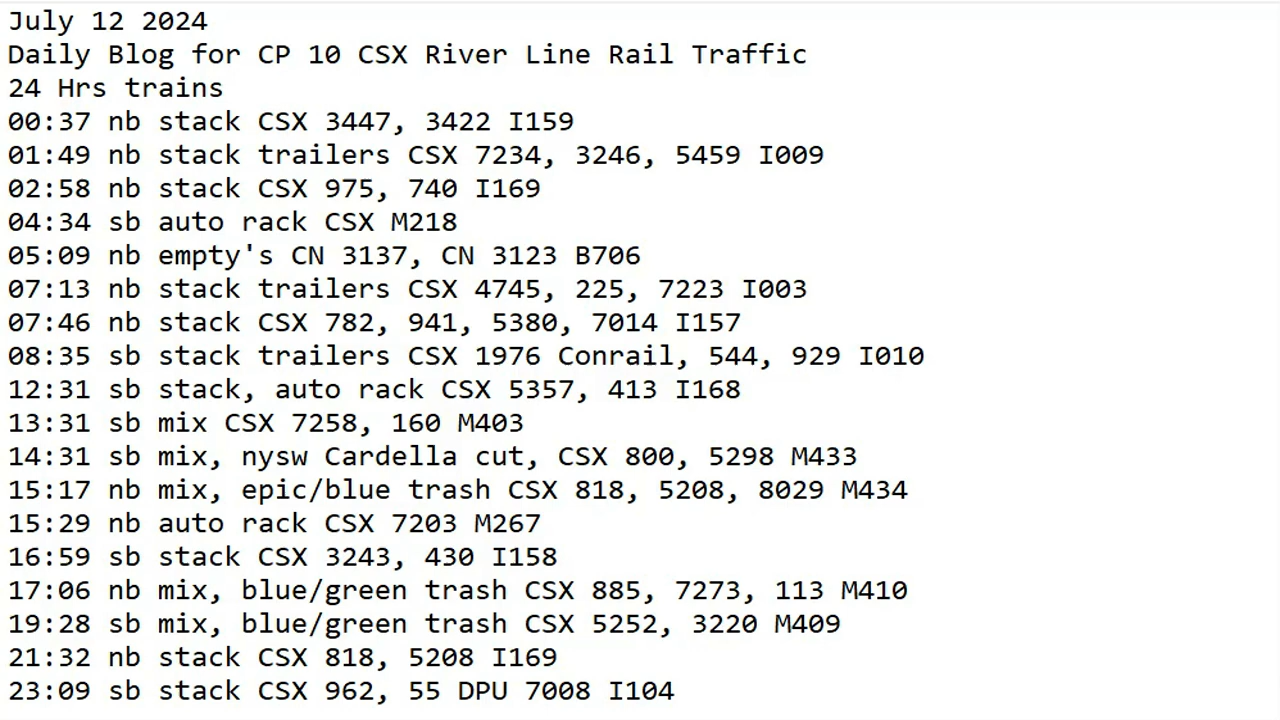 July 12 2024
Daily Blog for CP 10 CSX River Line Rail Traffic
24 Hrs trains
00:37 nb stack CSX 3447, 3422 I159
01:49 nb stack trailers CSX 7234, 3246, 5459 I009
02:58 nb stack CSX 975, 740 I169
04:34 sb auto rack CSX M218
05:09 nb empty's CN 3137, CN 3123 B706
07:13 nb stack trailers CSX 4745, 225, 7223 I003
07:46 nb stack CSX 782, 941, 5380, 7014 I157
08:35 sb stack trailers CSX 1976 Conrail, 544, 929 I010
12:31 sb stack, auto rack CSX 5357, 413 I168
13:31 sb mix CSX 7258, 160 M403
14:31 sb mix, nysw Cardella cut, CSX 800, 5298 M433
15:17 nb mix, epic/blue trash CSX 818, 5208, 8029 M434
15:29 nb auto rack CSX 7203 M267
16:59 sb stack CSX 3243, 430 I158
17:06 nb mix, blue/green trash CSX 885, 7273, 113 M410
19:28 sb mix, blue/green trash CSX 5252, 3220 M409
21:32 nb stack CSX 818, 5208 I169
23:09 sb stack CSX 962, 55 DPU 7008 I104